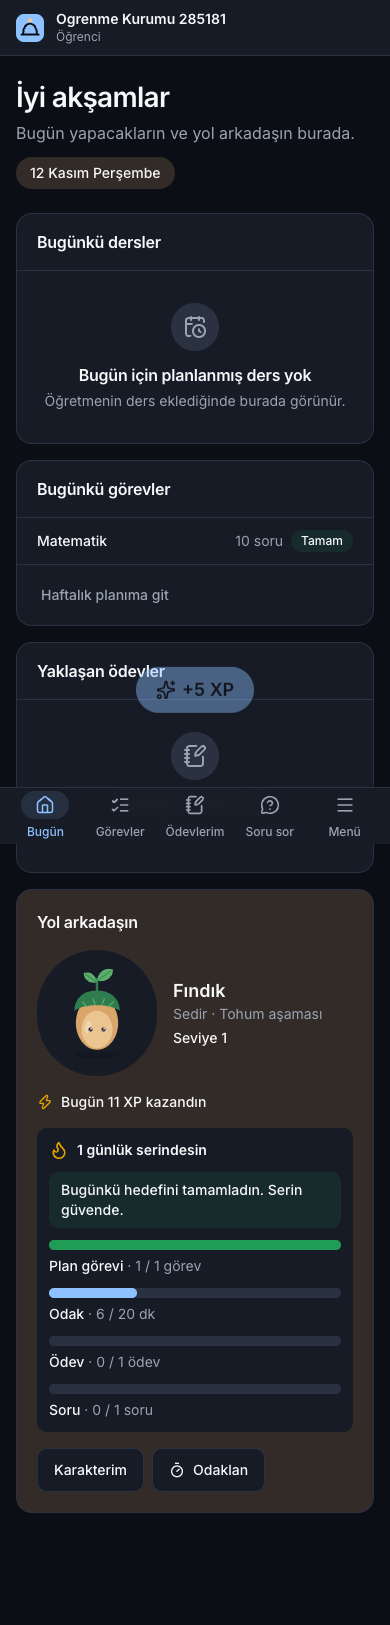 Ogrenme Kurumu 285181
Öğrenci
İyi akşamlar
Bugün yapacakların ve yol arkadaşın burada.
12 Kasım Perşembe
Bugünkü dersler
Bugün için planlanmış ders yok
Öğretmenin ders eklediğinde burada görünür.
Bugünkü görevler
Matematik 10 soru Tamam
Haftalık planıma git
Yaklaşan ödevler
+5 XP
Bugün Görevler Ödevlerim Soru sor Menü
Yol arkadaşın
Fındık
Sedir · Tohum aşaması
Seviye 1
Bugün 11 XP kazandın
1 günlük serindesin
Bugünkü hedefini tamamladın. Serin
güvende.
Plan görevi · 1 / 1 görev
Odak · 6 / 20 dk
Ödev · 0 / 1 ödev
Soru · 0 / 1 soru
Karakterim Odaklan